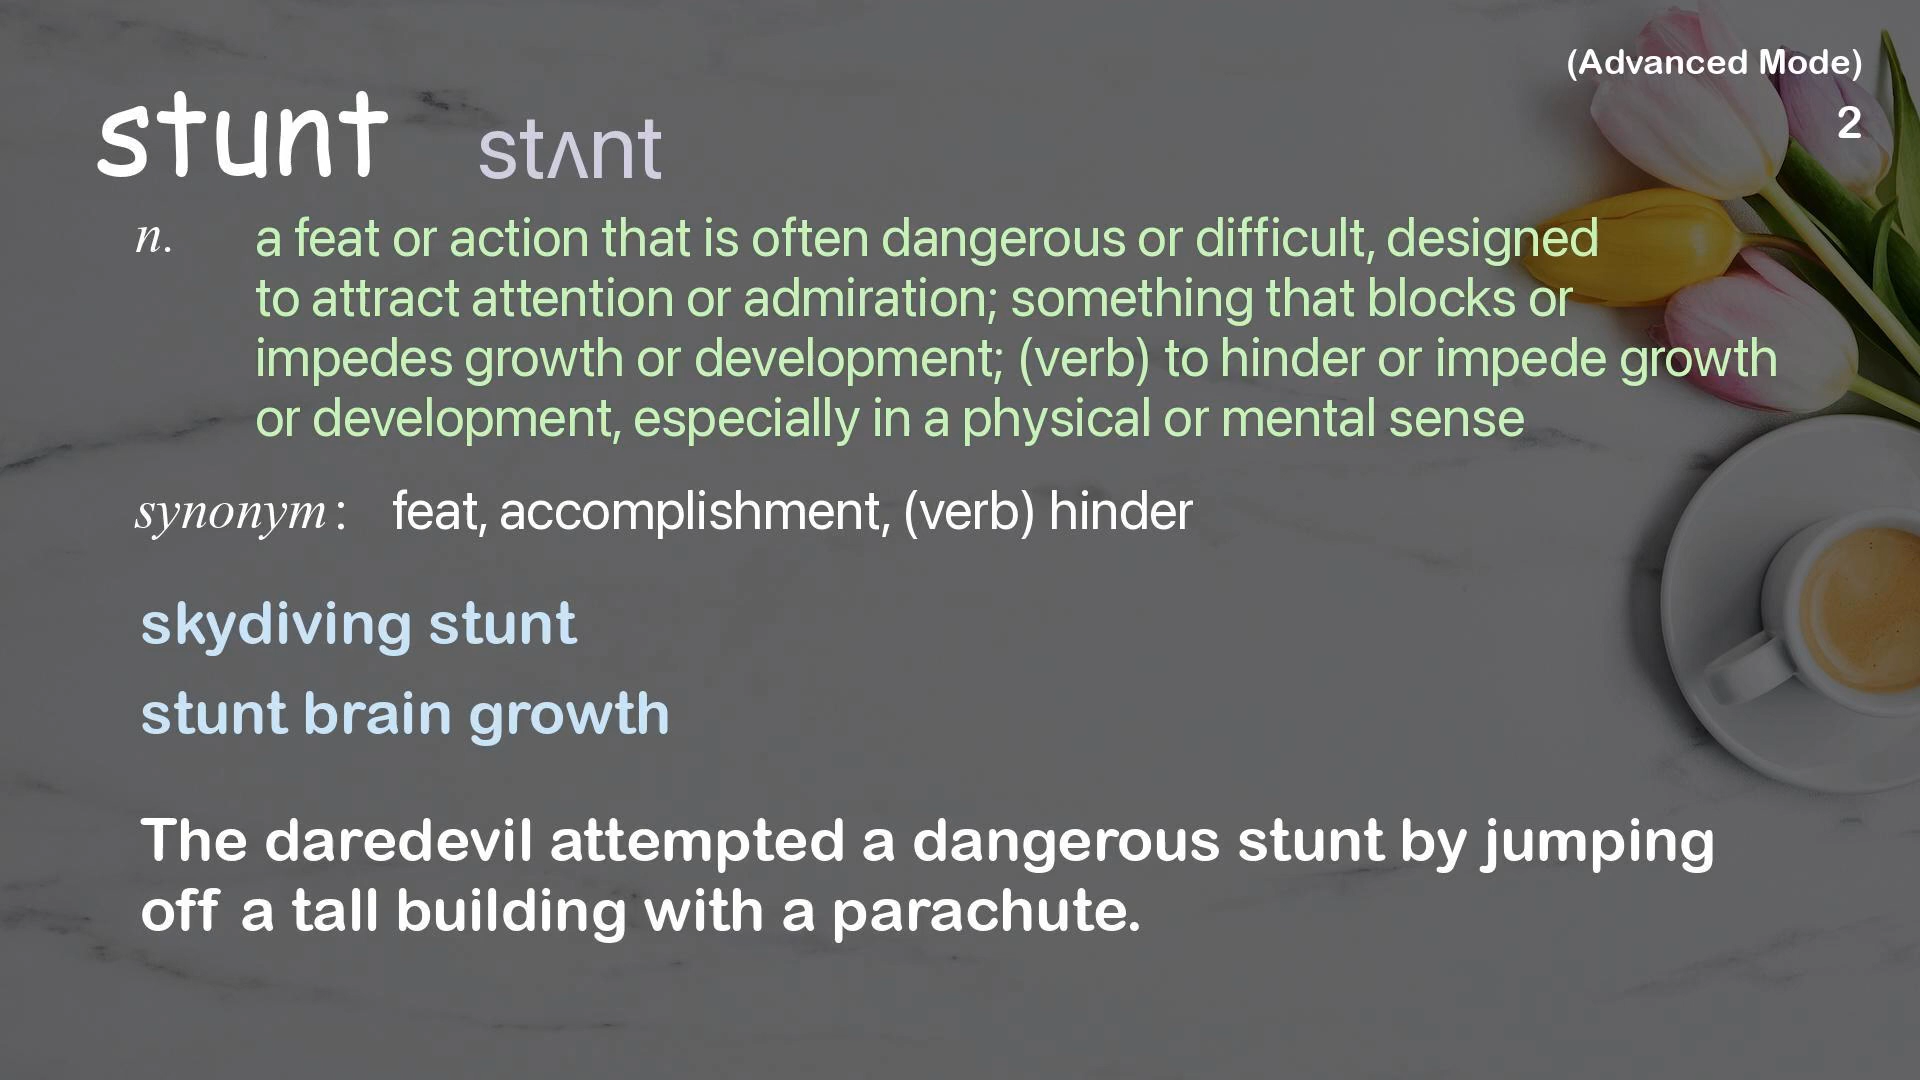 (Advanced Mode)
2
stunt stʌnt
n. a feat or action that is often dangerous or difficult, designed
to attract attention or admiration; something that blocks or
impedes growth or development; (verb) to hinder or impede growth
or development, especially in a physical or mental sense
synonym: feat, accomplishment, (verb) hinder
skydiving stunt
stunt brain growth
The daredevil attempted a dangerous stunt by jumping
off a tall building with a parachute.